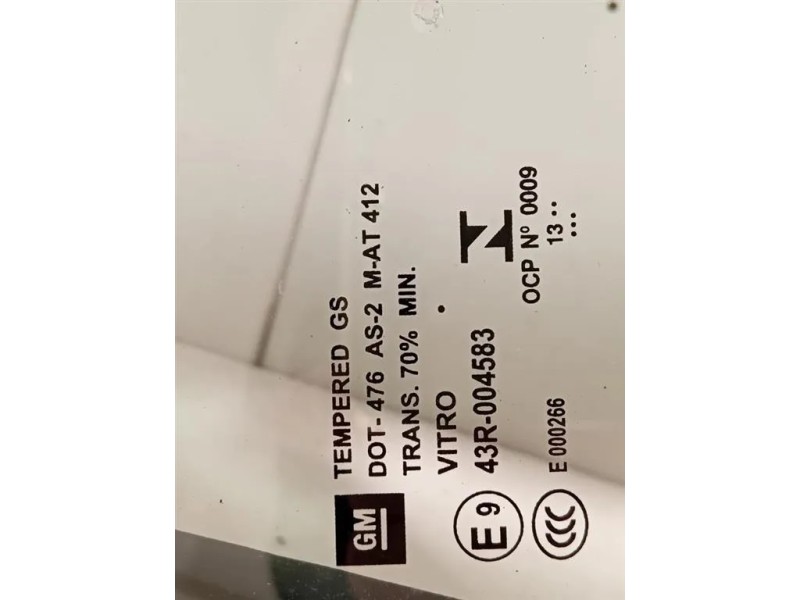 GM
TEMPERED GS
DOT-476 AS-2 M-AT 412
TRANS. 70% MIN.
VITRO
E 9
43R-004583
CCC
E 000266
N
OCP Nº 0009
13 ..
...